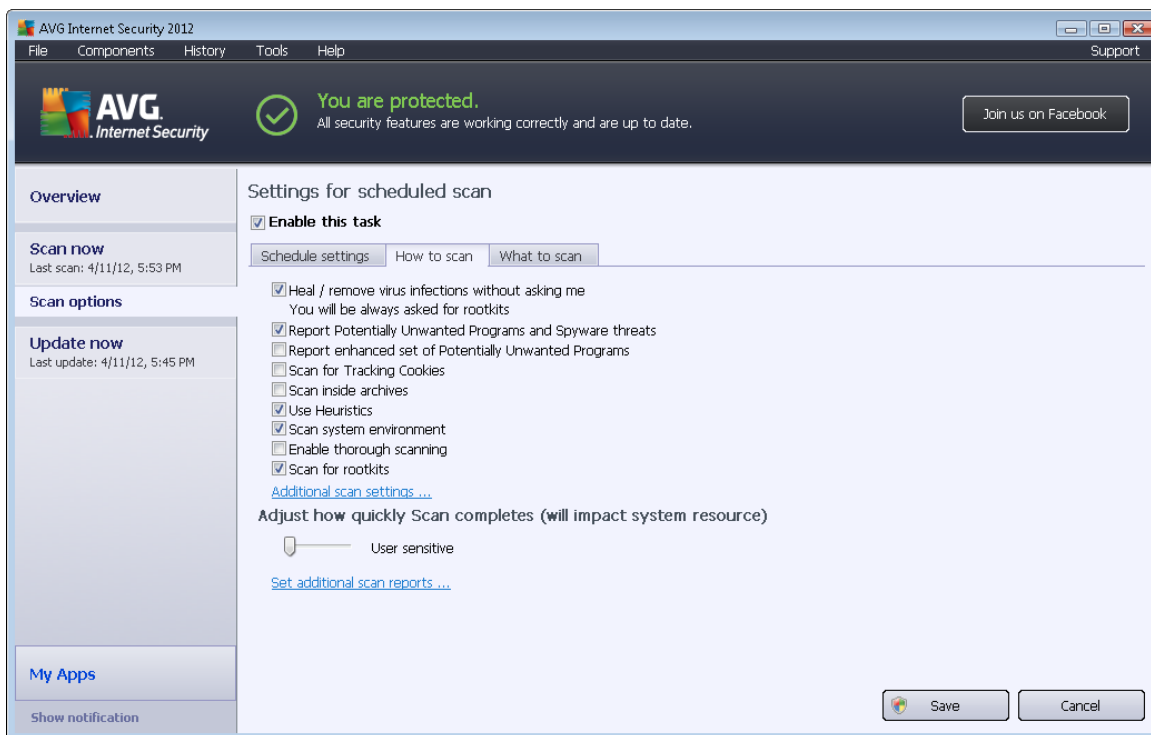 AVG Internet Security 2012
File Components History Tools Help Support
AVG.
Internet Security
You are protected.
All security features are working correctly and are up to date.
Join us on Facebook
Overview
Scan now
Last scan: 4/11/12, 5:53 PM
Scan options
Update now
Last update: 4/11/12, 5:45 PM
My Apps
Show notification
Settings for scheduled scan
Enable this task
Schedule settings How to scan What to scan
Heal / remove virus infections without asking me
You will be always asked for rootkits
Report Potentially Unwanted Programs and Spyware threats
Report enhanced set of Potentially Unwanted Programs
Scan for Tracking Cookies
Scan inside archives
Use Heuristics
Scan system environment
Enable thorough scanning
Scan for rootkits
Additional scan settings ...
Adjust how quickly Scan completes (will impact system resource)
User sensitive
Set additional scan reports ...
Save Cancel